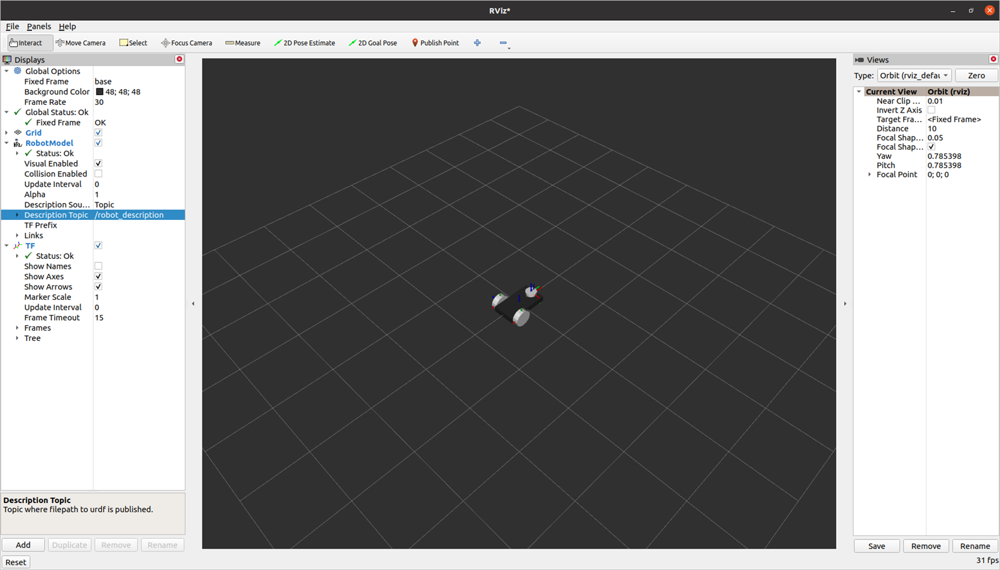 RViz*
File Panels Help
Interact Move Camera Select Focus Camera Measure 2D Pose Estimate 2D Goal Pose Publish Point
Displays
Global Options
Fixed Frame base
Background Color 48; 48; 48
Frame Rate 30
Global Status: Ok
Fixed Frame OK
Grid
RobotModel
Status: Ok
Visual Enabled
Collision Enabled
Update Interval 0
Alpha 1
Description Sou... Topic
Description Topic /robot_description
TF Prefix
Links
TF
Status: Ok
Show Names
Show Axes
Show Arrows
Marker Scale 1
Update Interval 0
Frame Timeout 15
Frames
Tree
Description Topic
Topic where filepath to urdf is published.
Add Duplicate Remove Rename
Reset
Views
Type: Orbit (rviz_defau Zero
Current View Orbit (rviz)
Near Clip ... 0.01
Invert Z Axis
Target Fra... <Fixed Frame>
Distance 10
Focal Shap... 0.05
Focal Shap...
Yaw 0.785398
Pitch 0.785398
Focal Point 0; 0; 0
Save Remove Rename
31 fps